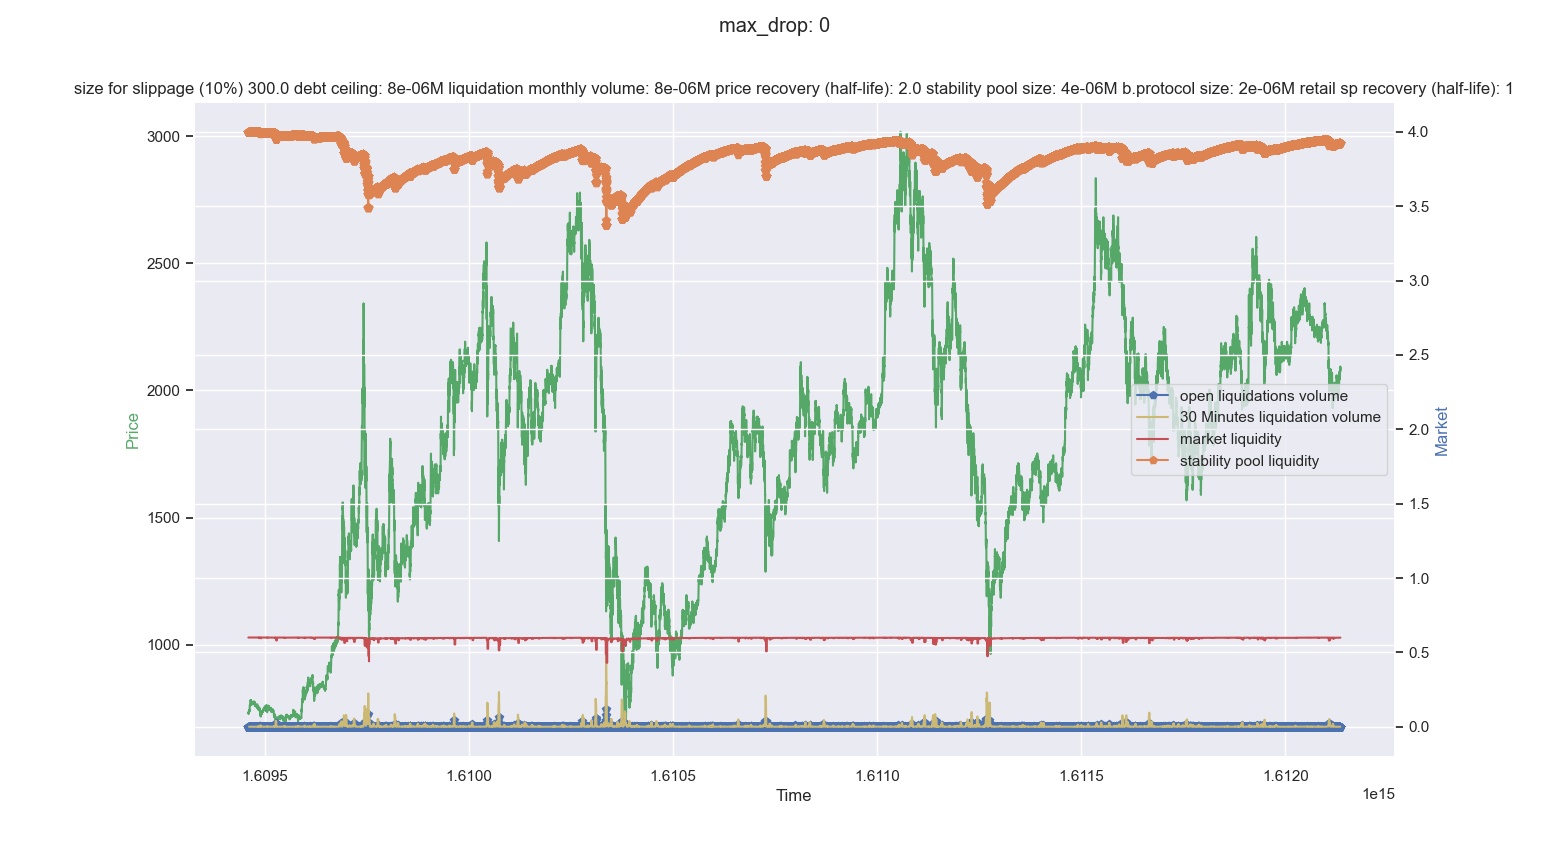 max_drop: 0
size for slippage (10%) 300.0 debt ceiling: 8e-06M liquidation monthly volume: 8e-06M price recovery (half-life): 2.0 stability pool size: 4e-06M b.protocol size: 2e-06M retail sp recovery (half-life): 1
3000
2500
2000
1500
1000
Price
4.0
3.5
3.0
2.5
2.0
1.5
1.0
0.5
0.0
Market
open liquidations volume
30 Minutes liquidation volume
market liquidity
stability pool liquidity
1.6095 1.6100 1.6105 1.6110 1.6115 1.6120
Time
1e15